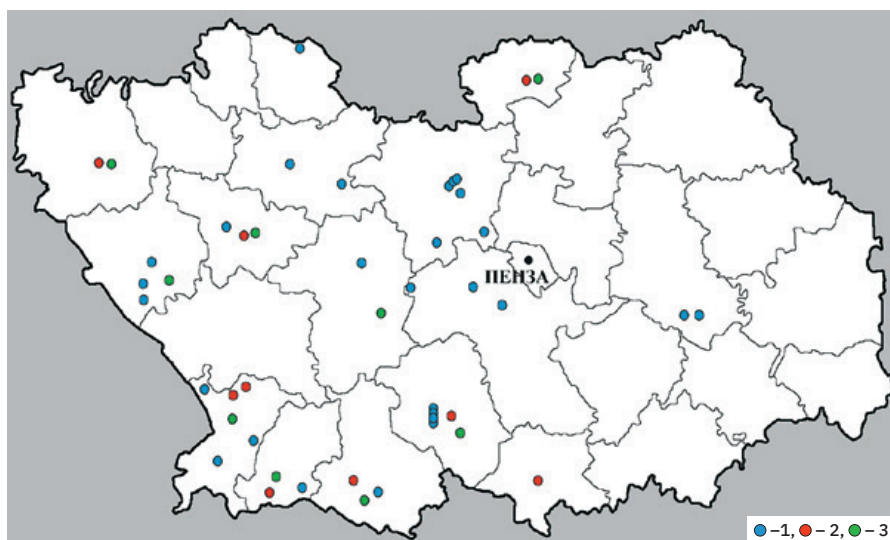 ПЕНЗА
–1, – 2, – 3